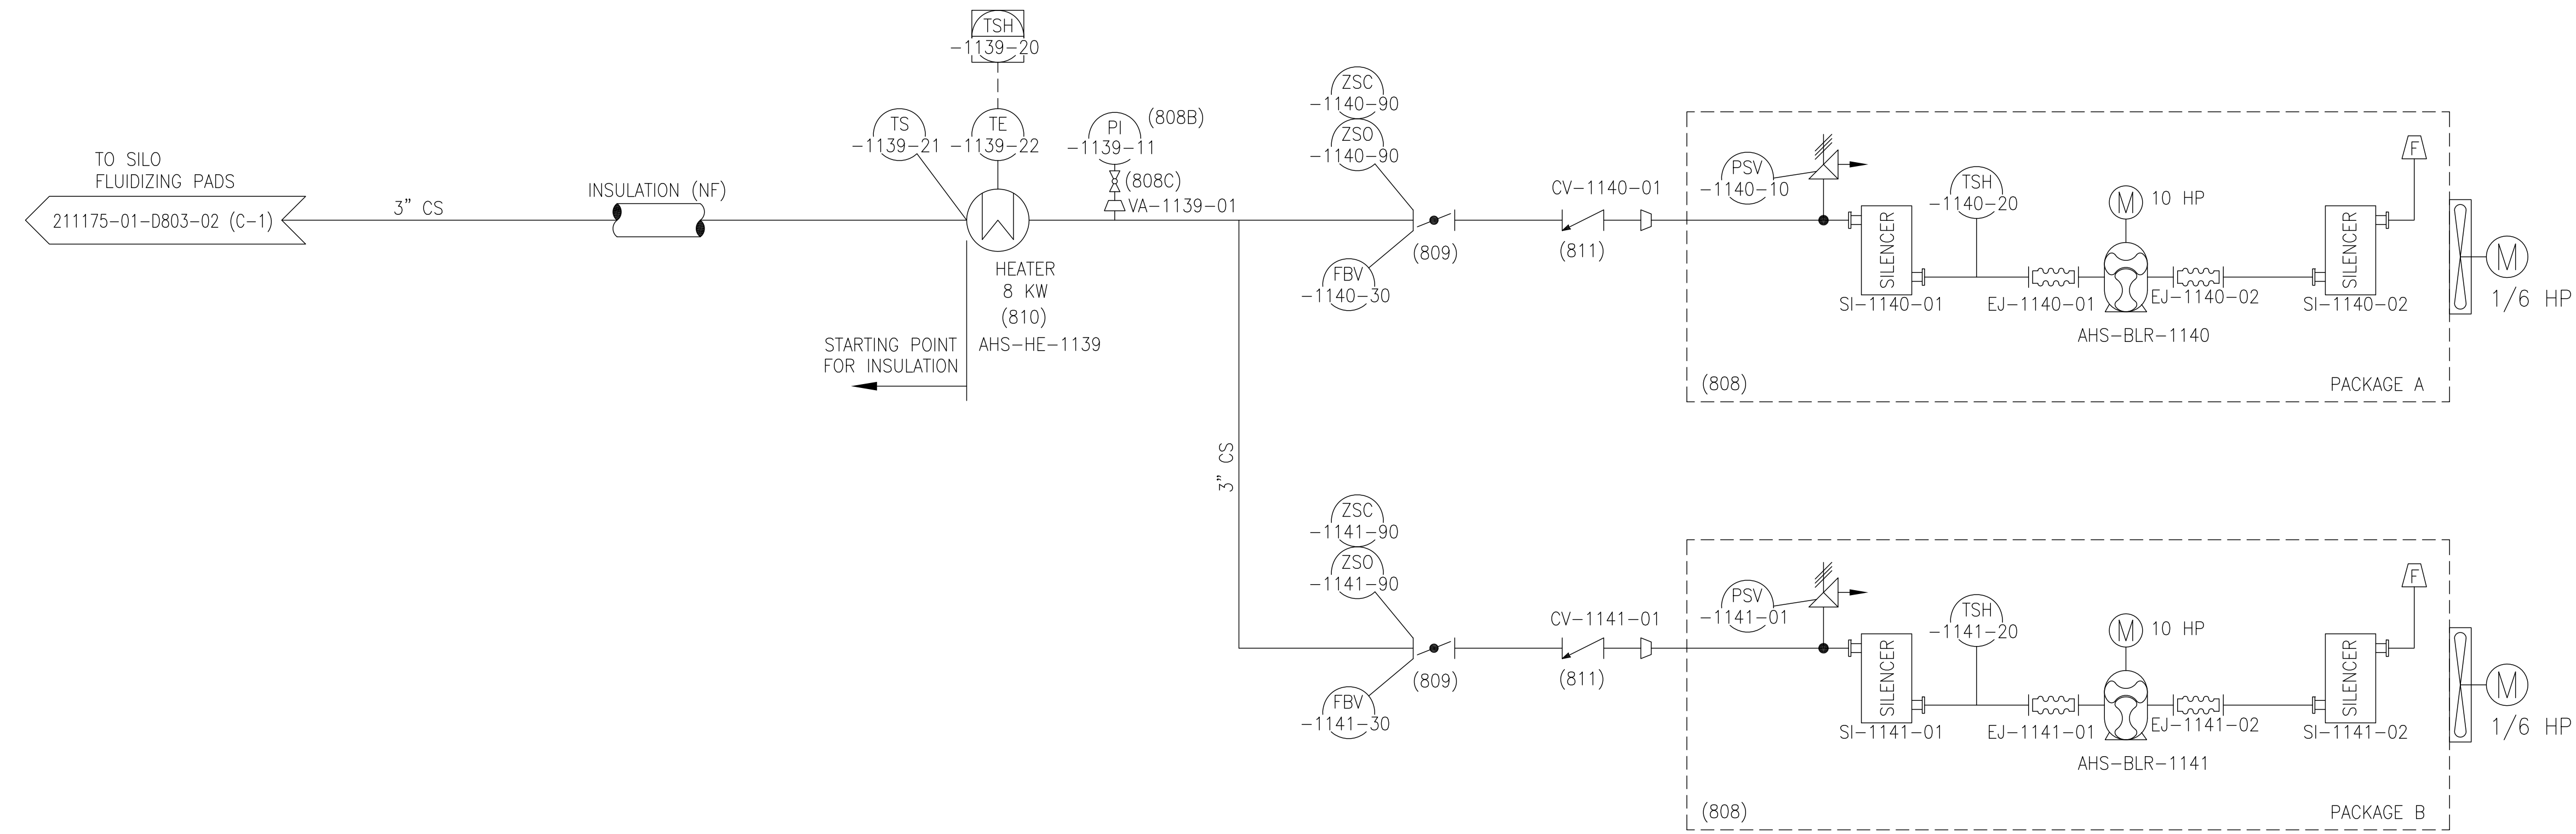 TSH
-1139-20
TS
-1139-21
TE
-1139-22
PI
-1139-11
(808B)
(808C)
VA-1139-01
TO SILO
FLUIDIZING PADS
211175-01-D803-02 (C-1)
3" CS
INSULATION (NF)
HEATER
8 KW
(810)
AHS-HE-1139
STARTING POINT
FOR INSULATION
3" CS
ZSC
-1140-90
ZSO
-1140-90
FBV
-1140-30
(809)
CV-1140-01
(811)
PSV
-1140-10
SILENCER
SI-1140-01
TSH
-1140-20
EJ-1140-01
M
10 HP
AHS-BLR-1140
EJ-1140-02
SILENCER
SI-1140-02
F
M
1/6 HP
(808)
PACKAGE A
ZSC
-1141-90
ZSO
-1141-90
FBV
-1141-30
(809)
CV-1141-01
(811)
PSV
-1141-01
SILENCER
SI-1141-01
TSH
-1141-20
EJ-1141-01
M
10 HP
AHS-BLR-1141
EJ-1141-02
SILENCER
SI-1141-02
F
M
1/6 HP
(808)
PACKAGE B